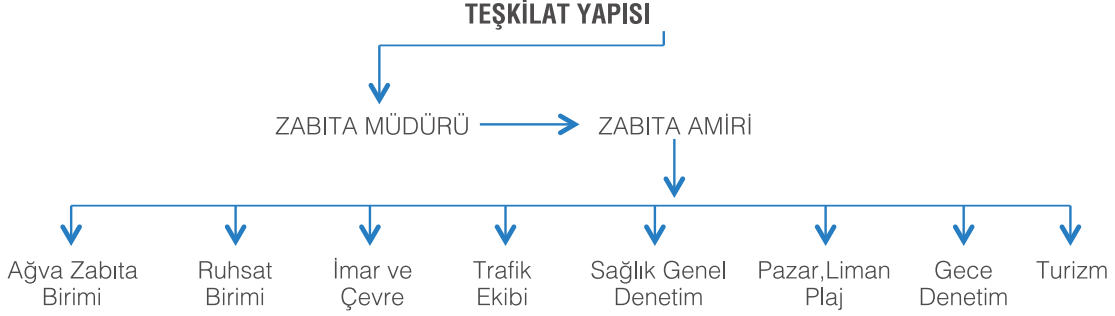 TEŞKİLAT YAPISI
ZABITA MÜDÜRÜ
ZABITA AMİRİ
Ağva Zabıta
Birimi
Ruhsat
Birimi
İmar ve
Çevre
Trafik
Ekibi
Sağlık Genel
Denetim
Pazar,Liman
Plaj
Gece
Denetim
Turizm